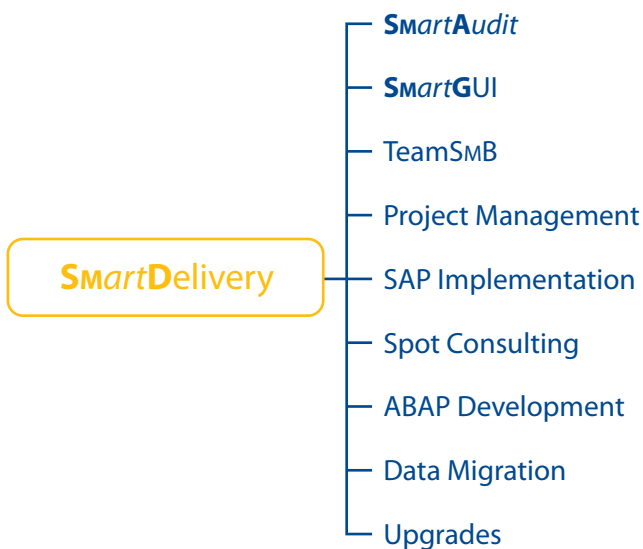 SMartAudit
SMartGUI
TeamSMB
Project Management
SMartDelivery
SAP Implementation
Spot Consulting
ABAP Development
Data Migration
Upgrades